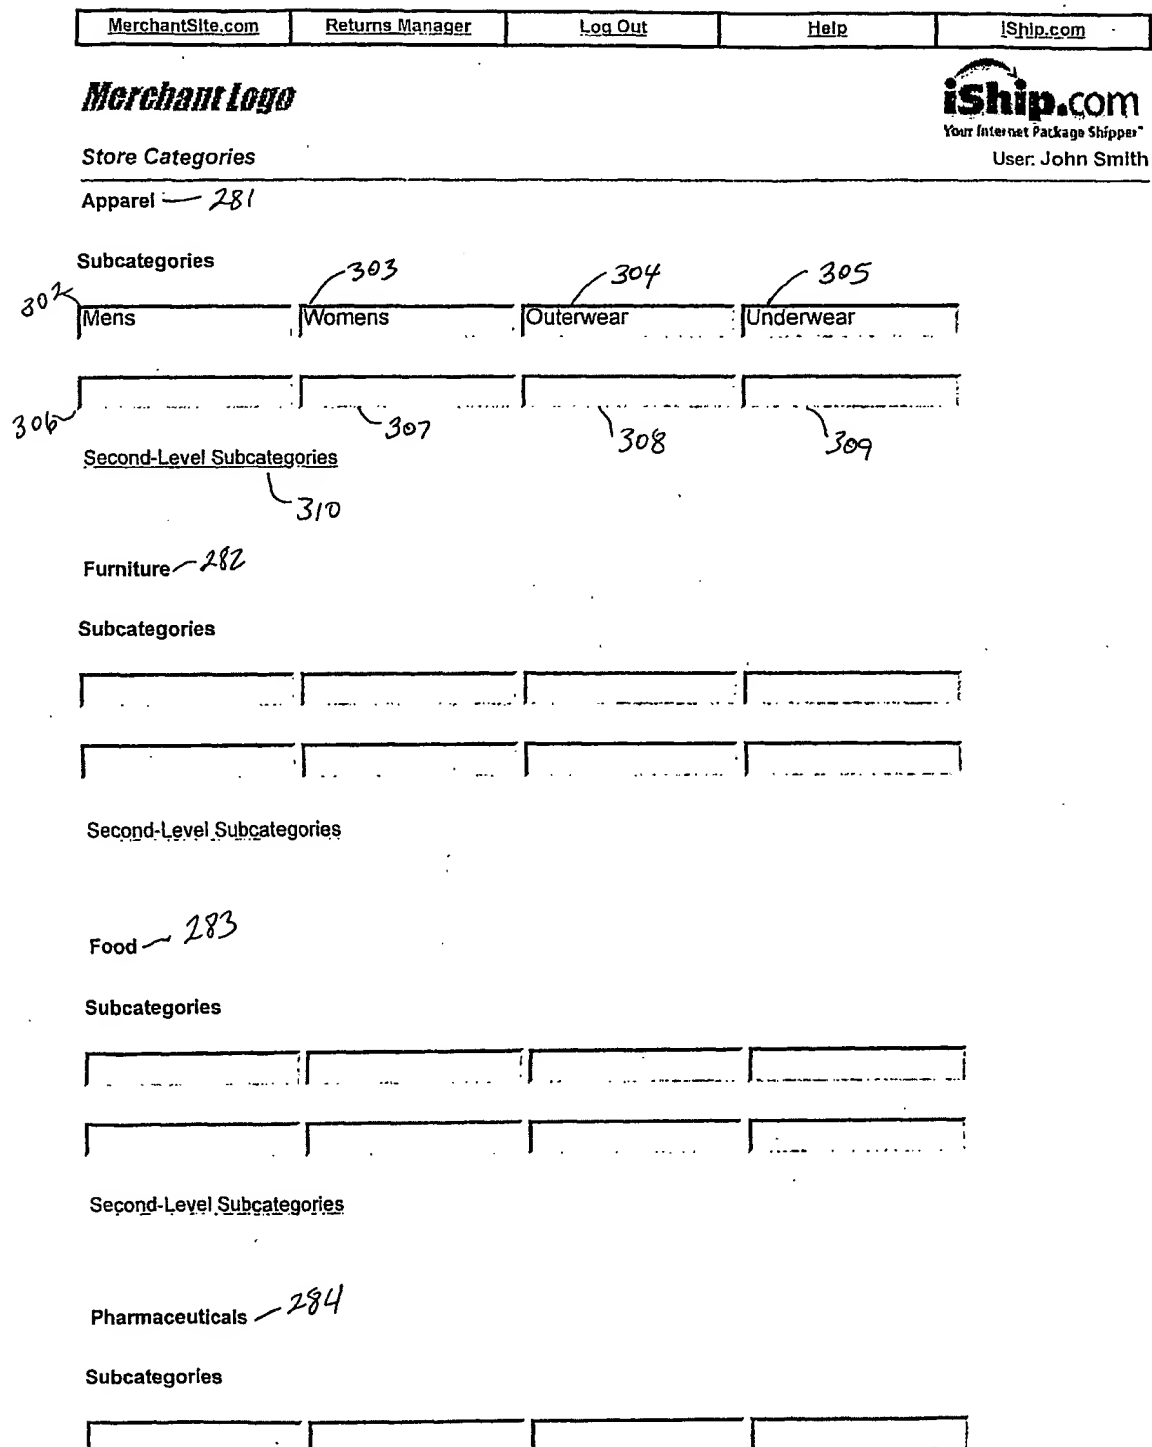 MerchantSite.com Returns Manager Log Out Help iShip.com
Merchant Logo
iShip.com
Your Internet Package Shipper™
Store Categories
User: John Smith
Apparel 281
Subcategories
302 303 304 305
Mens Womens Outerwear Underwear
306 307 308 309
Second-Level Subcategories
310
Furniture 282
Subcategories
Second-Level Subcategories
Food 283
Subcategories
Second-Level Subcategories
Pharmaceuticals 284
Subcategories